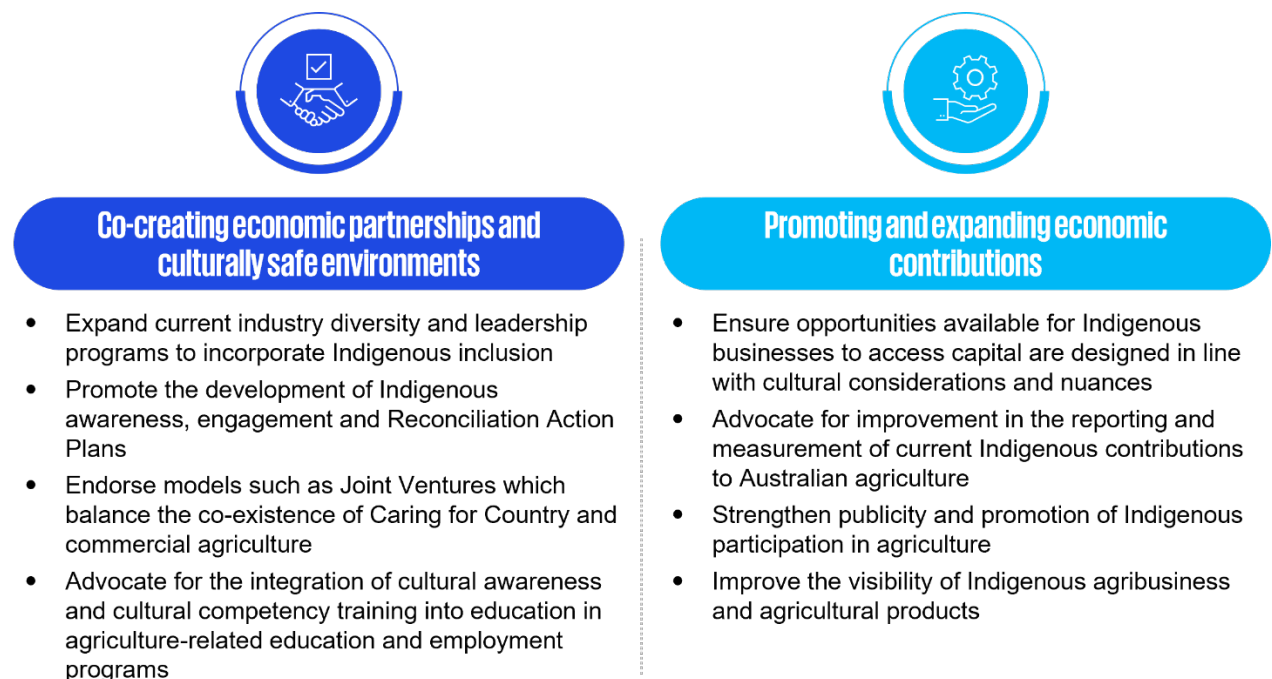 Co-creating economic partnerships and
culturally safe environments
• Expand current industry diversity and leadership
programs to incorporate Indigenous inclusion
• Promote the development of Indigenous
awareness, engagement and Reconciliation Action
Plans
• Endorse models such as Joint Ventures which
balance the co-existence of Caring for Country and
commercial agriculture
• Advocate for the integration of cultural awareness
and cultural competency training into education in
agriculture-related education and employment
programs
Promoting and expanding economic
contributions
• Ensure opportunities available for Indigenous
businesses to access capital are designed in line
with cultural considerations and nuances
• Advocate for improvement in the reporting and
measurement of current Indigenous contributions
to Australian agriculture
• Strengthen publicity and promotion of Indigenous
participation in agriculture
• Improve the visibility of Indigenous agribusiness
and agricultural products